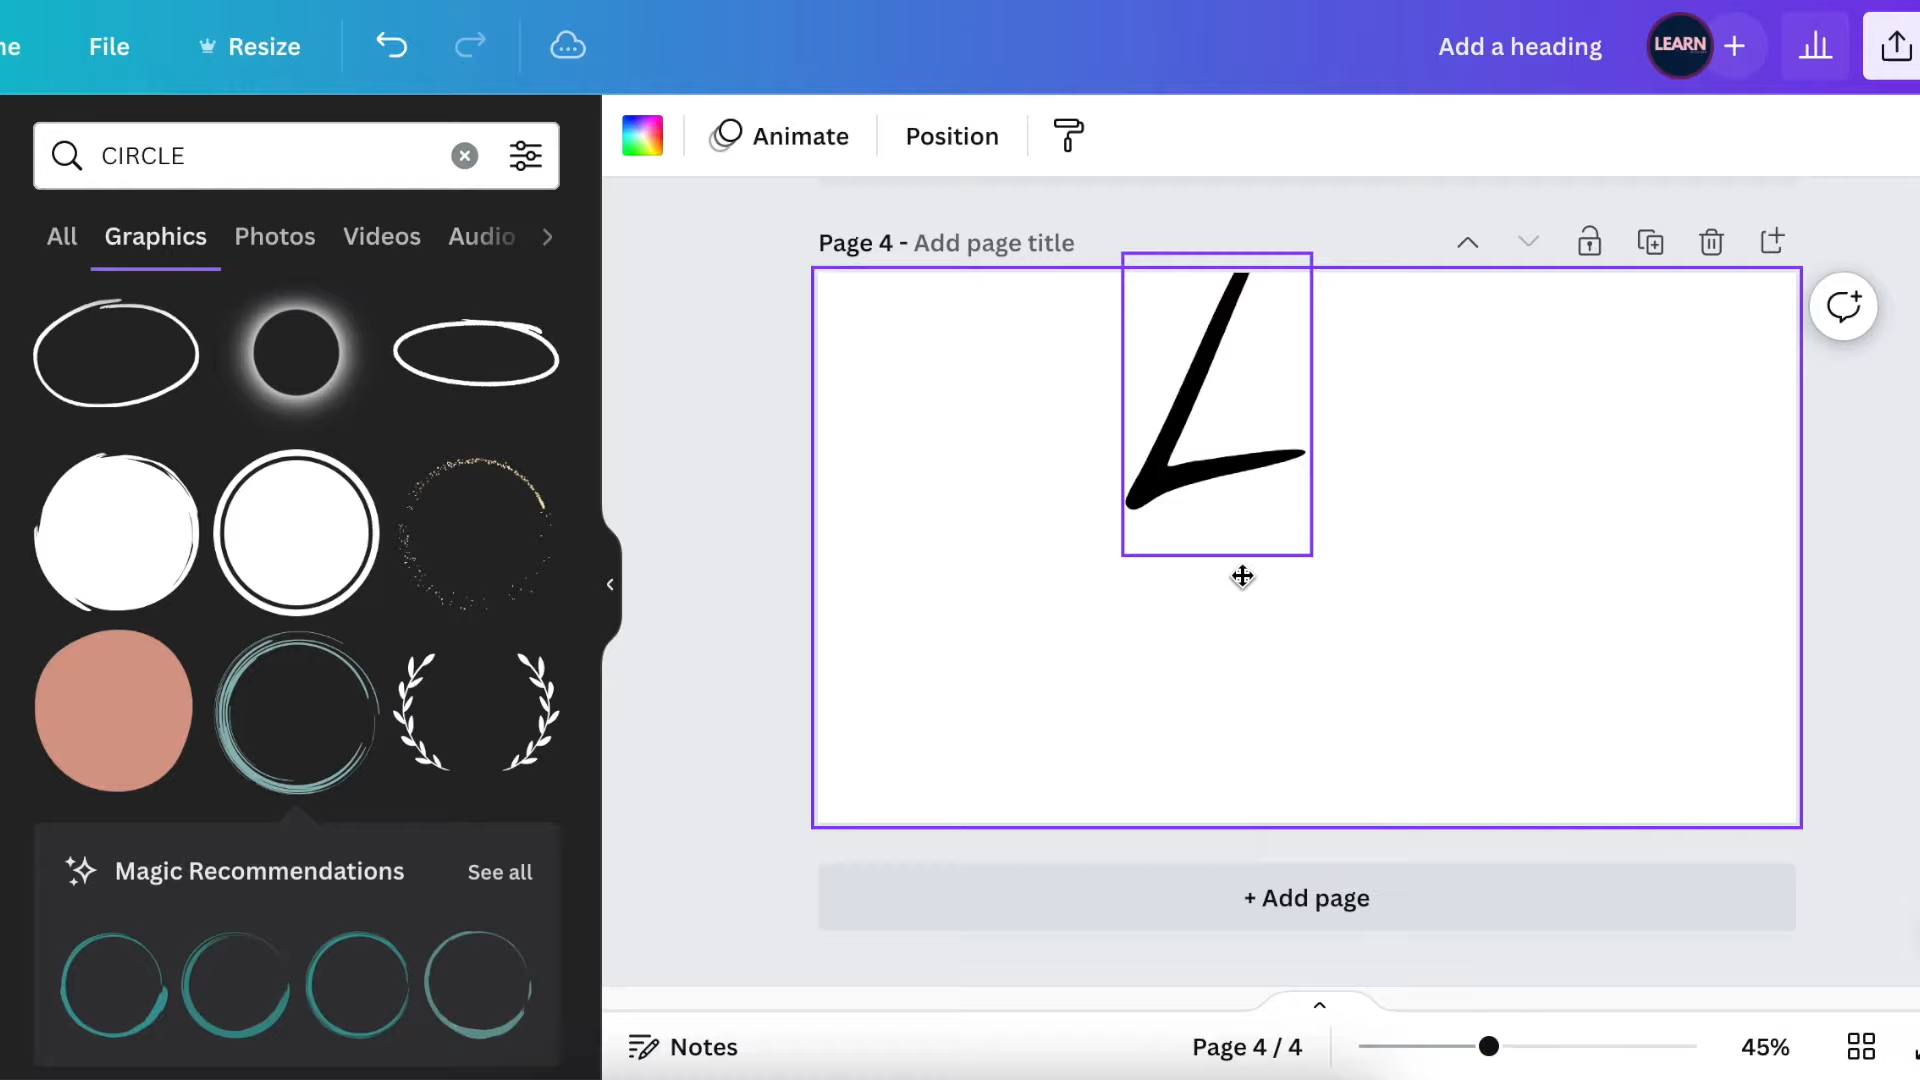 ne File Resize Add a heading LEARN +
CIRCLE
Animate Position
All Graphics Photos Videos Audio
Page 4 - Add page title
L
Magic Recommendations See all
+ Add page
Notes Page 4 / 4 45%